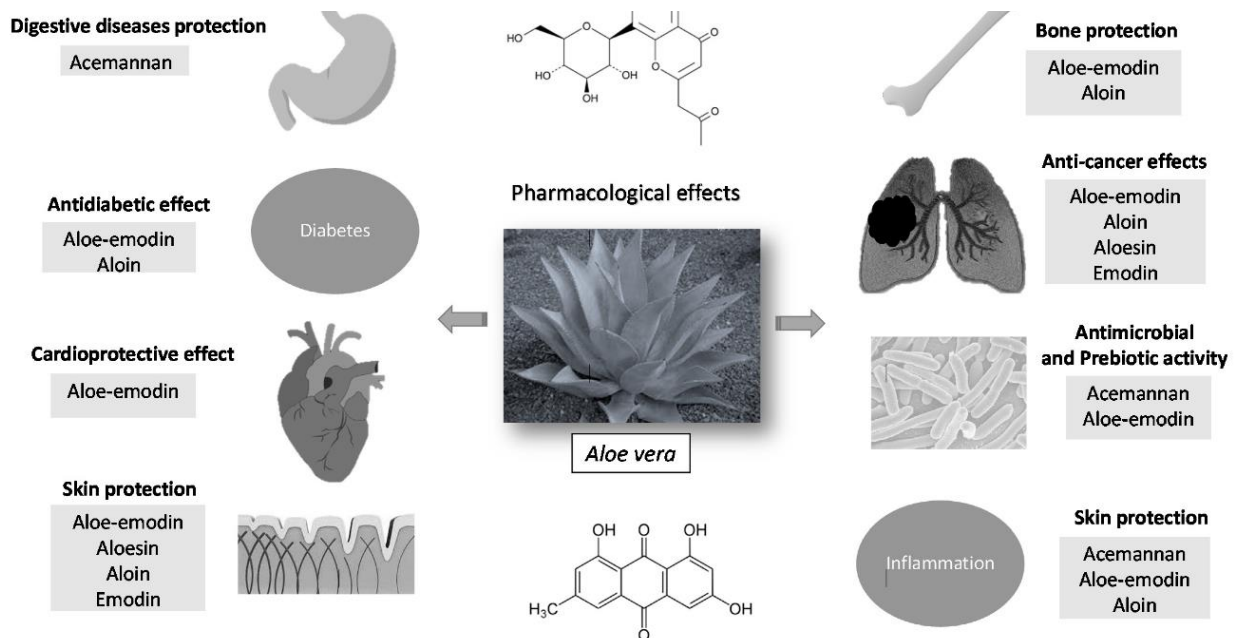 Digestive diseases protection
Acemannan
Antidiabetic effect
Aloe-emodin
Aloin
Diabetes
Cardioprotective effect
Aloe-emodin
Skin protection
Aloe-emodin
Aloesin
Aloin
Emodin
HO
O
O
HO
OH
OH
O
O
Pharmacological effects
Aloe vera
OH
O
OH
H₃C
O
OH
Bone protection
Aloe-emodin
Aloin
Anti-cancer effects
Aloe-emodin
Aloin
Aloesin
Emodin
Antimicrobial
and Prebiotic activity
Acemannan
Aloe-emodin
Inflammation
Skin protection
Acemannan
Aloe-emodin
Aloin